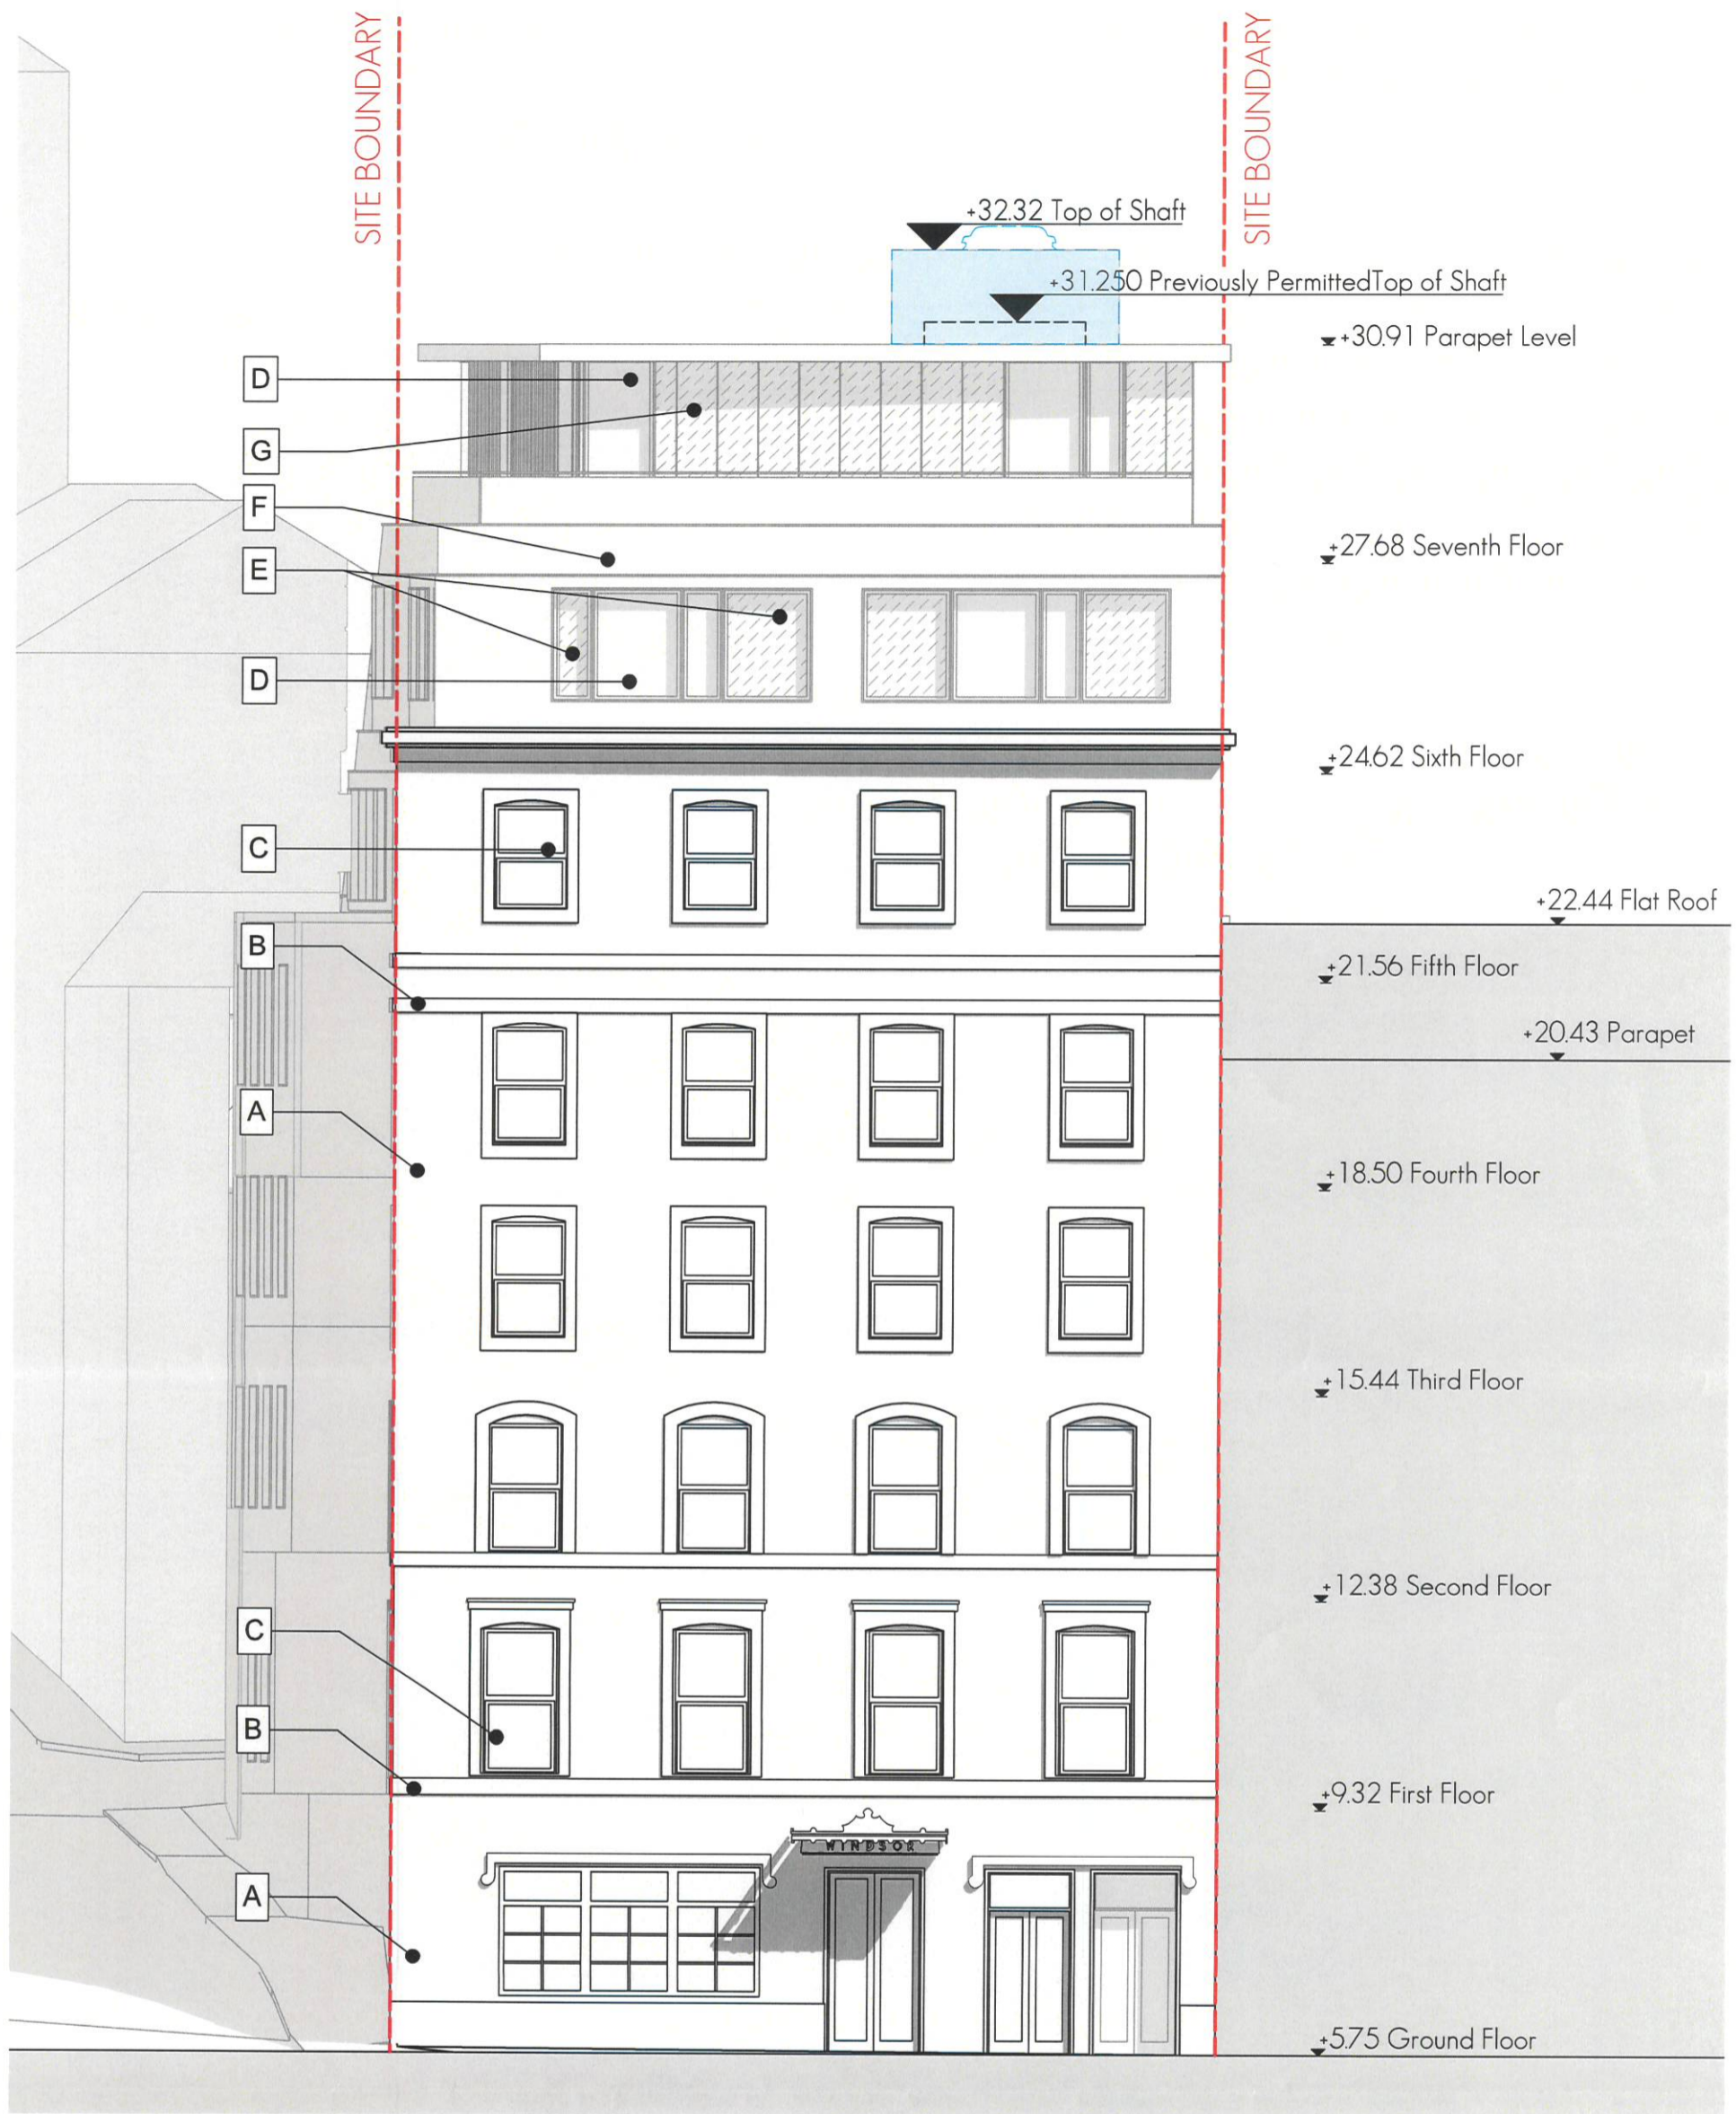 SITE BOUNDARY
SITE BOUNDARY
+32.32 Top of Shaft
+31.250 Previously PermittedTop of Shaft
+30.91 Parapet Level
D
G
F
+27.68 Seventh Floor
E
D
+24.62 Sixth Floor
C
+22.44 Flat Roof
B
+21.56 Fifth Floor
+20.43 Parapet
A
+18.50 Fourth Floor
+15.44 Third Floor
+12.38 Second Floor
C
B
+9.32 First Floor
WINDSOR
A
+5.75 Ground Floor